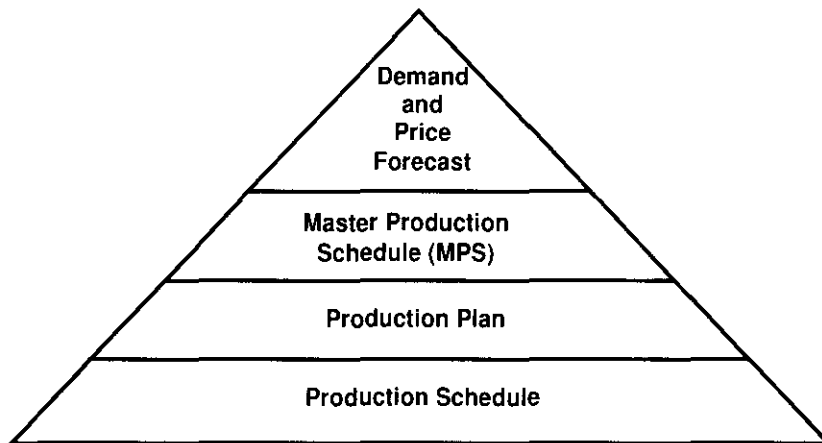 Demand
and
Price
Forecast
Master Production
Schedule (MPS)
Production Plan
Production Schedule